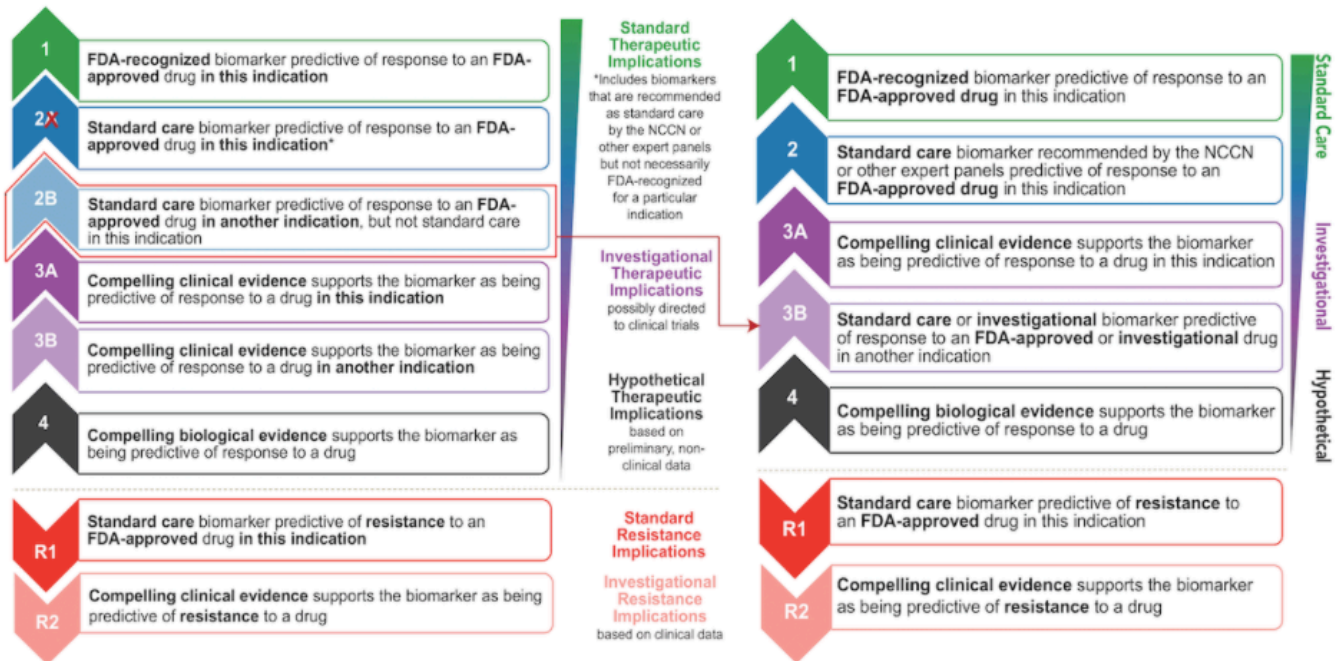 1
FDA-recognized biomarker predictive of response to an FDA-
approved drug in this indication
2A
Standard care biomarker predictive of response to an FDA-
approved drug in this indication*
2B
Standard care biomarker predictive of response to an FDA-
approved drug in another indication, but not standard care
in this indication
3A
Compelling clinical evidence supports the biomarker as being
predictive of response to a drug in this indication
3B
Compelling clinical evidence supports the biomarker as being
predictive of response to a drug in another indication
4
Compelling biological evidence supports the biomarker as
being predictive of response to a drug
R1
Standard care biomarker predictive of resistance to an
FDA-approved drug in this indication
R2
Compelling clinical evidence supports the biomarker as being
predictive of resistance to a drug
Standard
Therapeutic
Implications
*Includes biomarkers
that are recommended
as standard care
by the NCCN or
other expert panels
but not necessarily
FDA-recognized
for a particular
indication
Investigational
Therapeutic
Implications
possibly directed
to clinical trials
Hypothetical
Therapeutic
Implications
based on
preliminary, non-
clinical data
Standard
Resistance
Implications
Investigational
Resistance
Implications
based on clinical data
1
FDA-recognized biomarker predictive of response to an
FDA-approved drug in this indication
2
Standard care biomarker recommended by the NCCN
or other expert panels predictive of response to an
FDA-approved drug in this indication
3A
Compelling clinical evidence supports the biomarker
as being predictive of response to a drug in this indication
3B
Standard care or investigational biomarker predictive
of response to an FDA-approved or investigational drug
in another indication
4
Compelling biological evidence supports the biomarker
as being predictive of response to a drug
R1
Standard care biomarker predictive of resistance to
an FDA-approved drug in this indication
R2
Compelling clinical evidence supports the biomarker
as being predictive of resistance to a drug
Standard Care
Investigational
Hypothetical